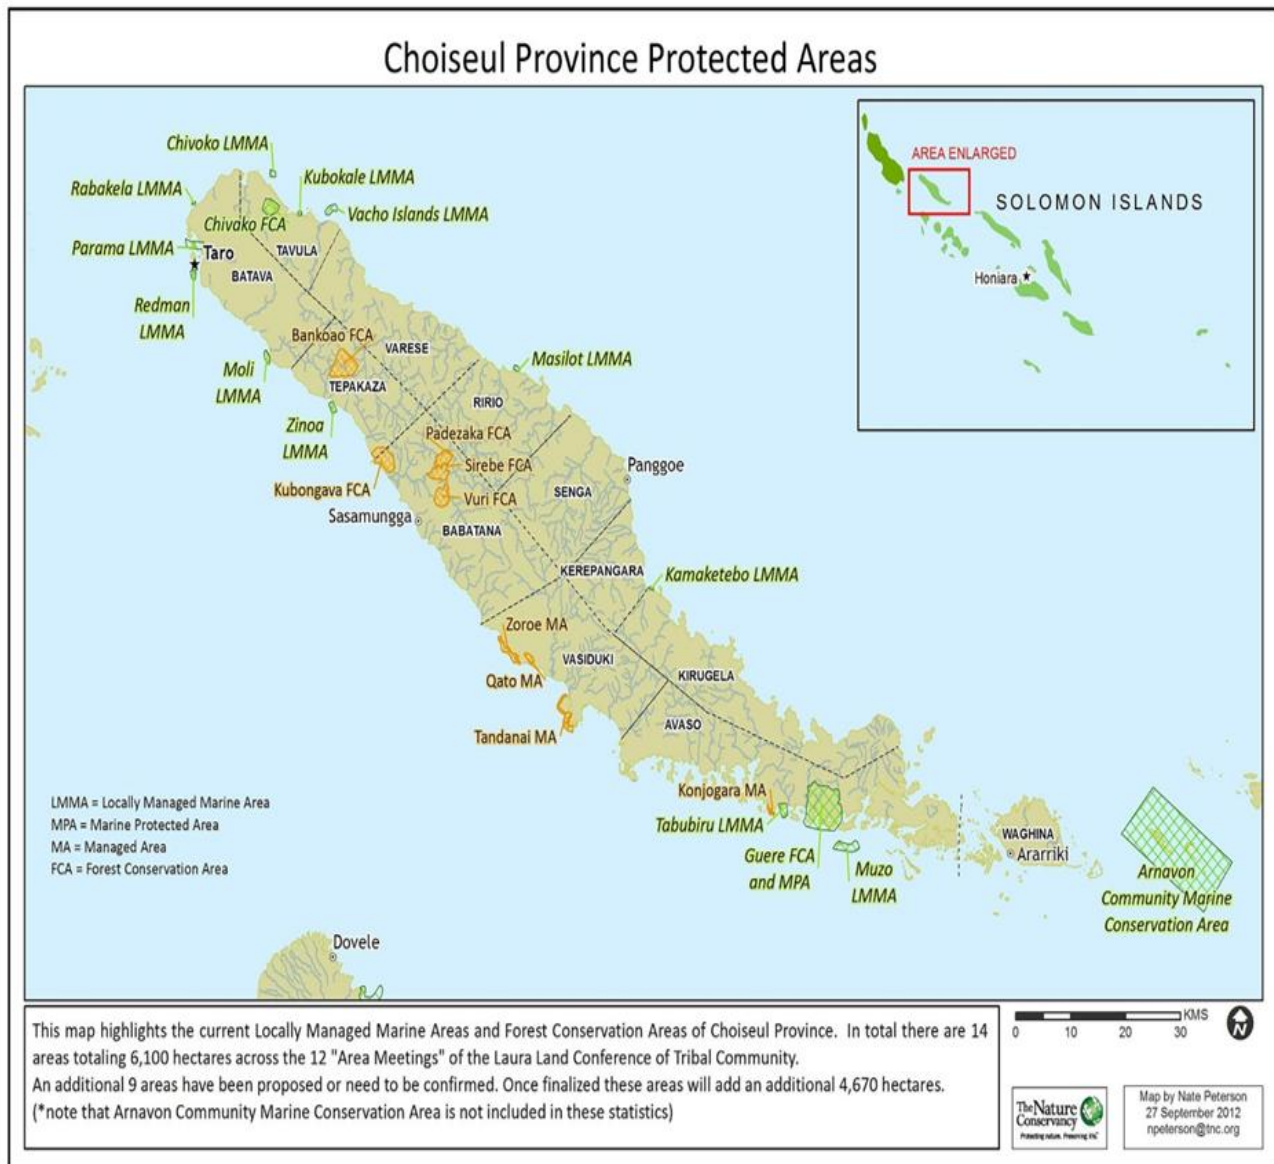 Choiseul Province Protected Areas
AREA ENLARGED
SOLOMON ISLANDS
Honiara
Chivoko LMMA
Kubokale LMMA
Rabakela LMMA
Vacho Islands LMMA
Chivako FCA
Parama LMMA
Taro
TAVULA
BATAVA
Redman
LMMA
Bankoao FCA
VARESE
Masilot LMMA
Moli
LMMA
TEPAKAZA
RIRIO
Zinoa
LMMA
Padezaka FCA
Sirebe FCA
Panggoe
Kubongava FCA
Vuri FCA
SENGA
Sasamungga
BABATANA
KEREPANGARA
Kamaketebo LMMA
Zoroe MA
VASIDUKI
Qato MA
KIRUGELA
AVASO
Tandanai MA
Konjogara MA
Tabubiru LMMA
Guere FCA
and MPA
Muzo
LMMA
WAGHINA
Ararriki
Arnavon
Community Marine
Conservation Area
LMMA = Locally Managed Marine Area
MPA = Marine Protected Area
MA = Managed Area
FCA = Forest Conservation Area
Dovele
This map highlights the current Locally Managed Marine Areas and Forest Conservation Areas of Choiseul Province. In total there are 14
areas totaling 6,100 hectares across the 12 "Area Meetings" of the Laura Land Conference of Tribal Community.
An additional 9 areas have been proposed or need to be confirmed. Once finalized these areas will add an additional 4,670 hectares.
(*note that Arnavon Community Marine Conservation Area is not included in these statistics)
KMS
0 10 20 30
N
The Nature
Conservancy
Protecting nature. Preserving life.
Map by Nate Peterson
27 September 2012
npeterson@tnc.org